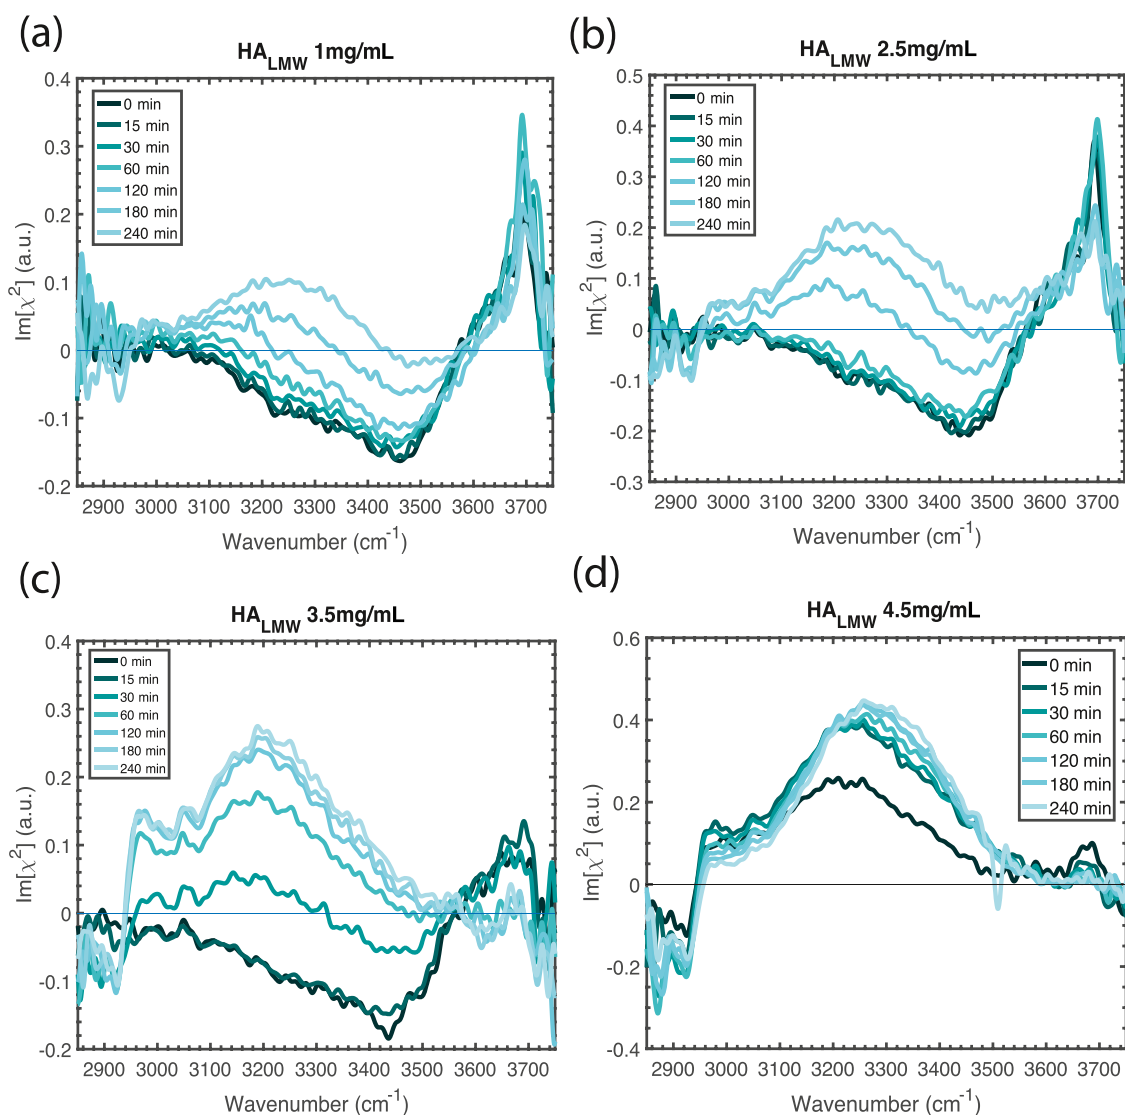 (a)
HA_LMW 1mg/mL
0.4
0.3
0.2
0.1
0
-0.1
-0.2
Im[χ²] (a.u.)
0 min
15 min
30 min
60 min
120 min
180 min
240 min
2900 3000 3100 3200 3300 3400 3500 3600 3700
Wavenumber (cm⁻¹)
(b)
HA_LMW 2.5mg/mL
0.5
0.4
0.3
0.2
0.1
0
-0.1
-0.2
-0.3
Im[χ²] (a.u.)
0 min
15 min
30 min
60 min
120 min
180 min
240 min
2900 3000 3100 3200 3300 3400 3500 3600 3700
Wavenumber (cm⁻¹)
(c)
HA_LMW 3.5mg/mL
0.4
0.3
0.2
0.1
0
-0.1
-0.2
Im[χ²] (a.u.)
0 min
15 min
30 min
60 min
120 min
180 min
240 min
2900 3000 3100 3200 3300 3400 3500 3600 3700
Wavenumber (cm⁻¹)
(d)
HA_LMW 4.5mg/mL
0.6
0.4
0.2
0
-0.2
-0.4
Im[χ²] (a.u.)
0 min
15 min
30 min
60 min
120 min
180 min
240 min
2900 3000 3100 3200 3300 3400 3500 3600 3700
Wavenumber (cm⁻¹)